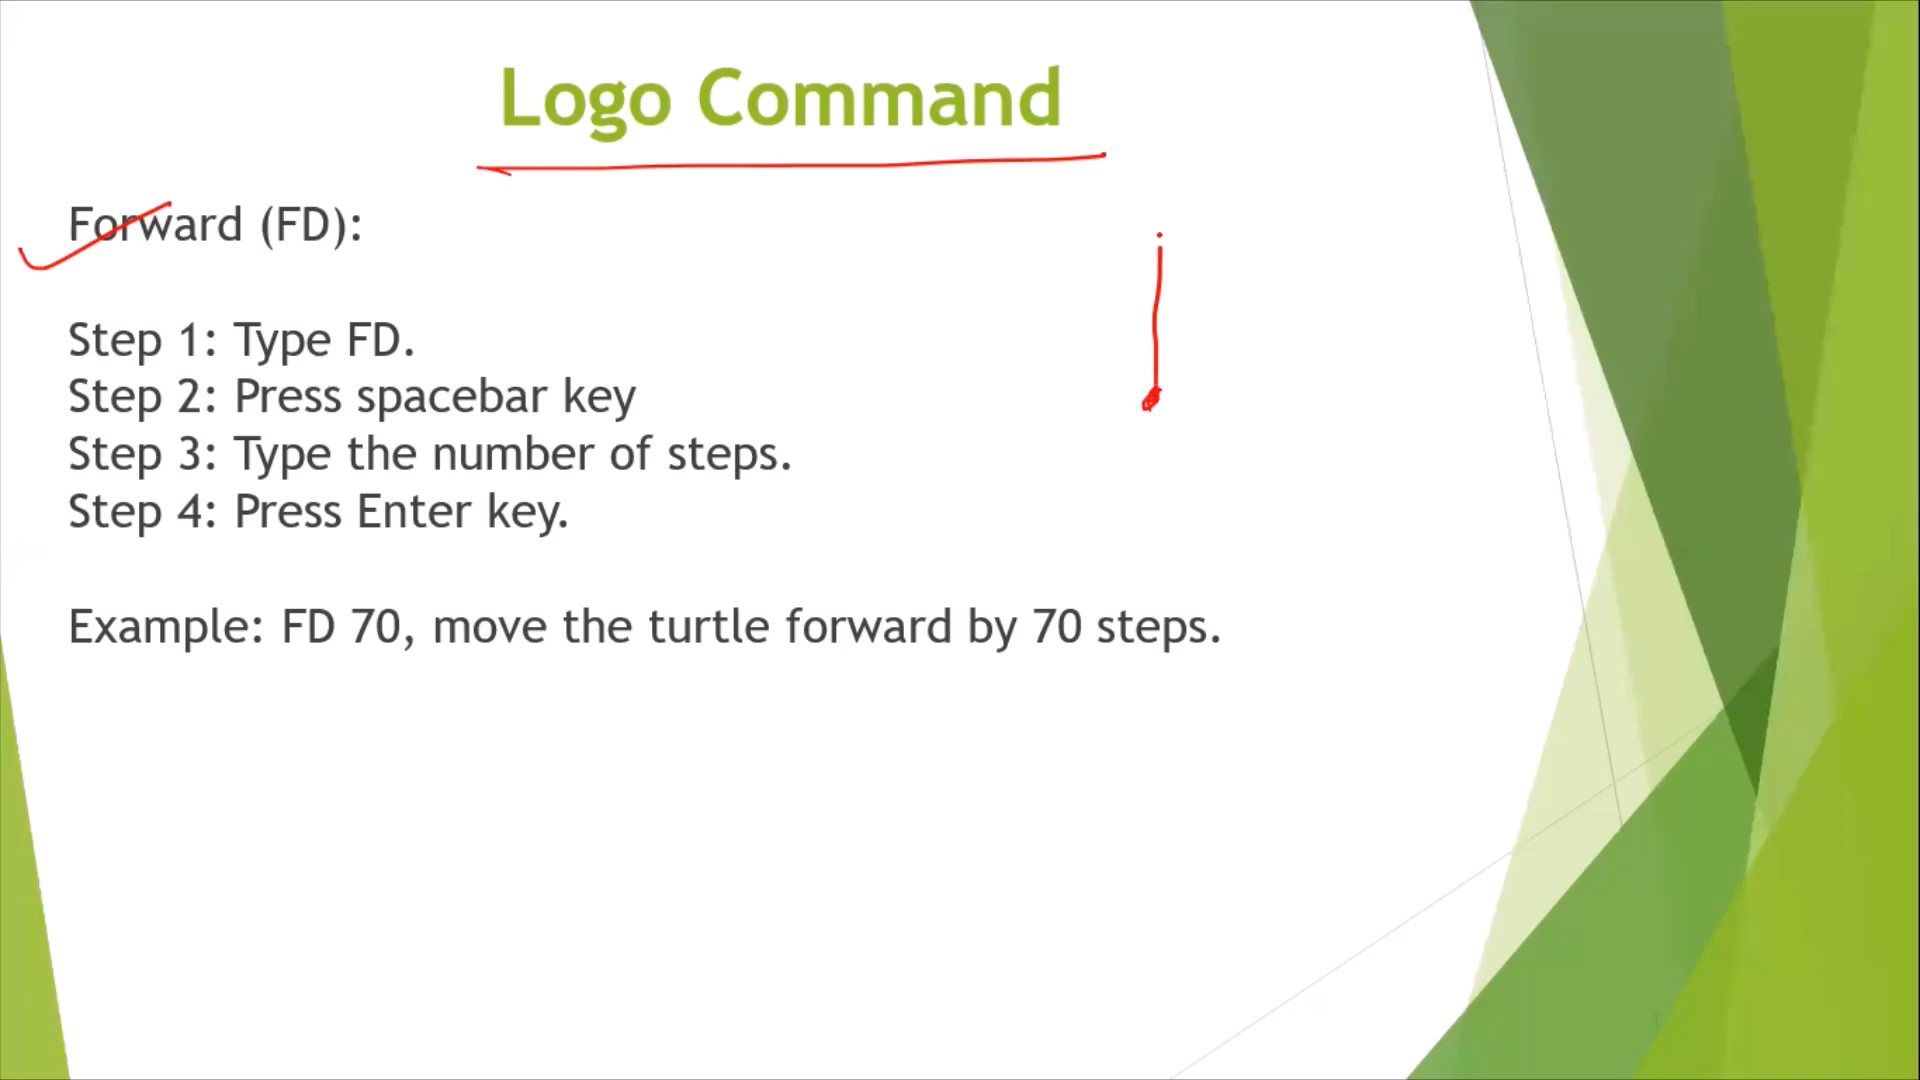 Logo Command
Forward (FD):
Step 1: Type FD.
Step 2: Press spacebar key
Step 3: Type the number of steps.
Step 4: Press Enter key.
Example: FD 70, move the turtle forward by 70 steps.